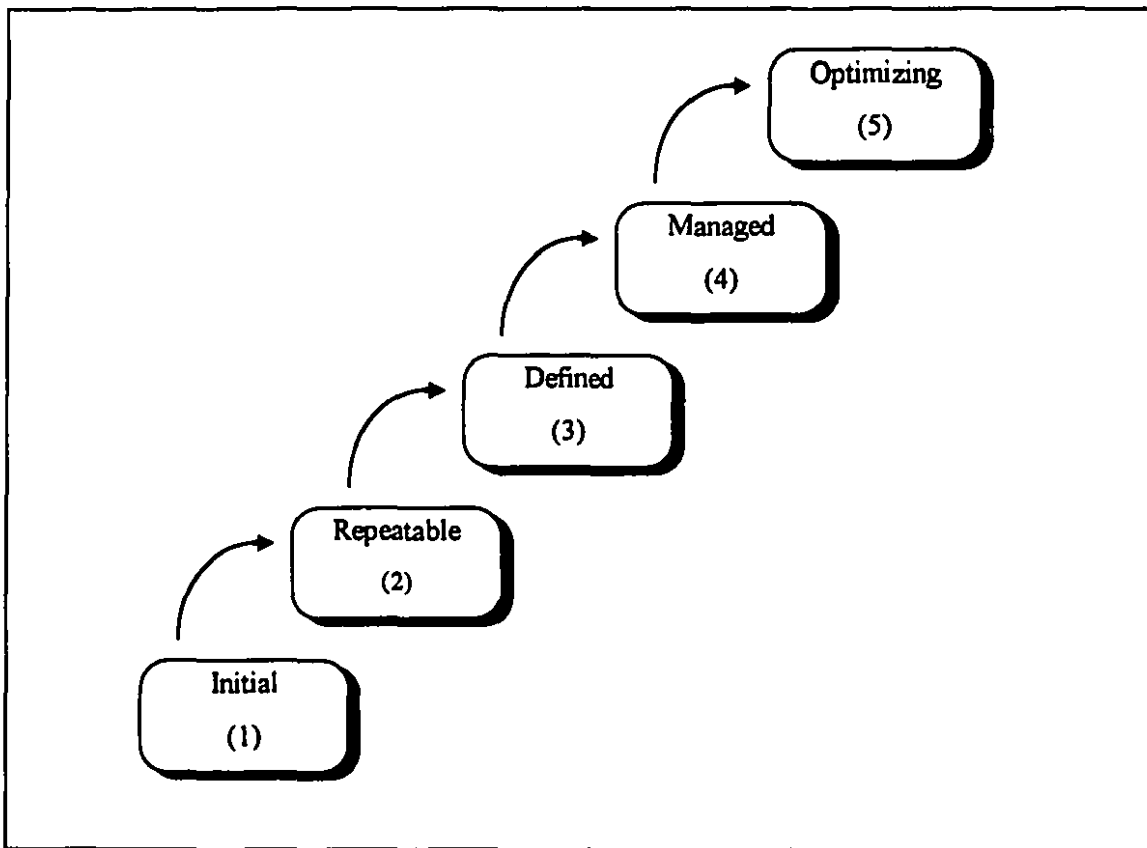 Optimizing
(5)
Managed
(4)
Defined
(3)
Repeatable
(2)
Initial
(1)